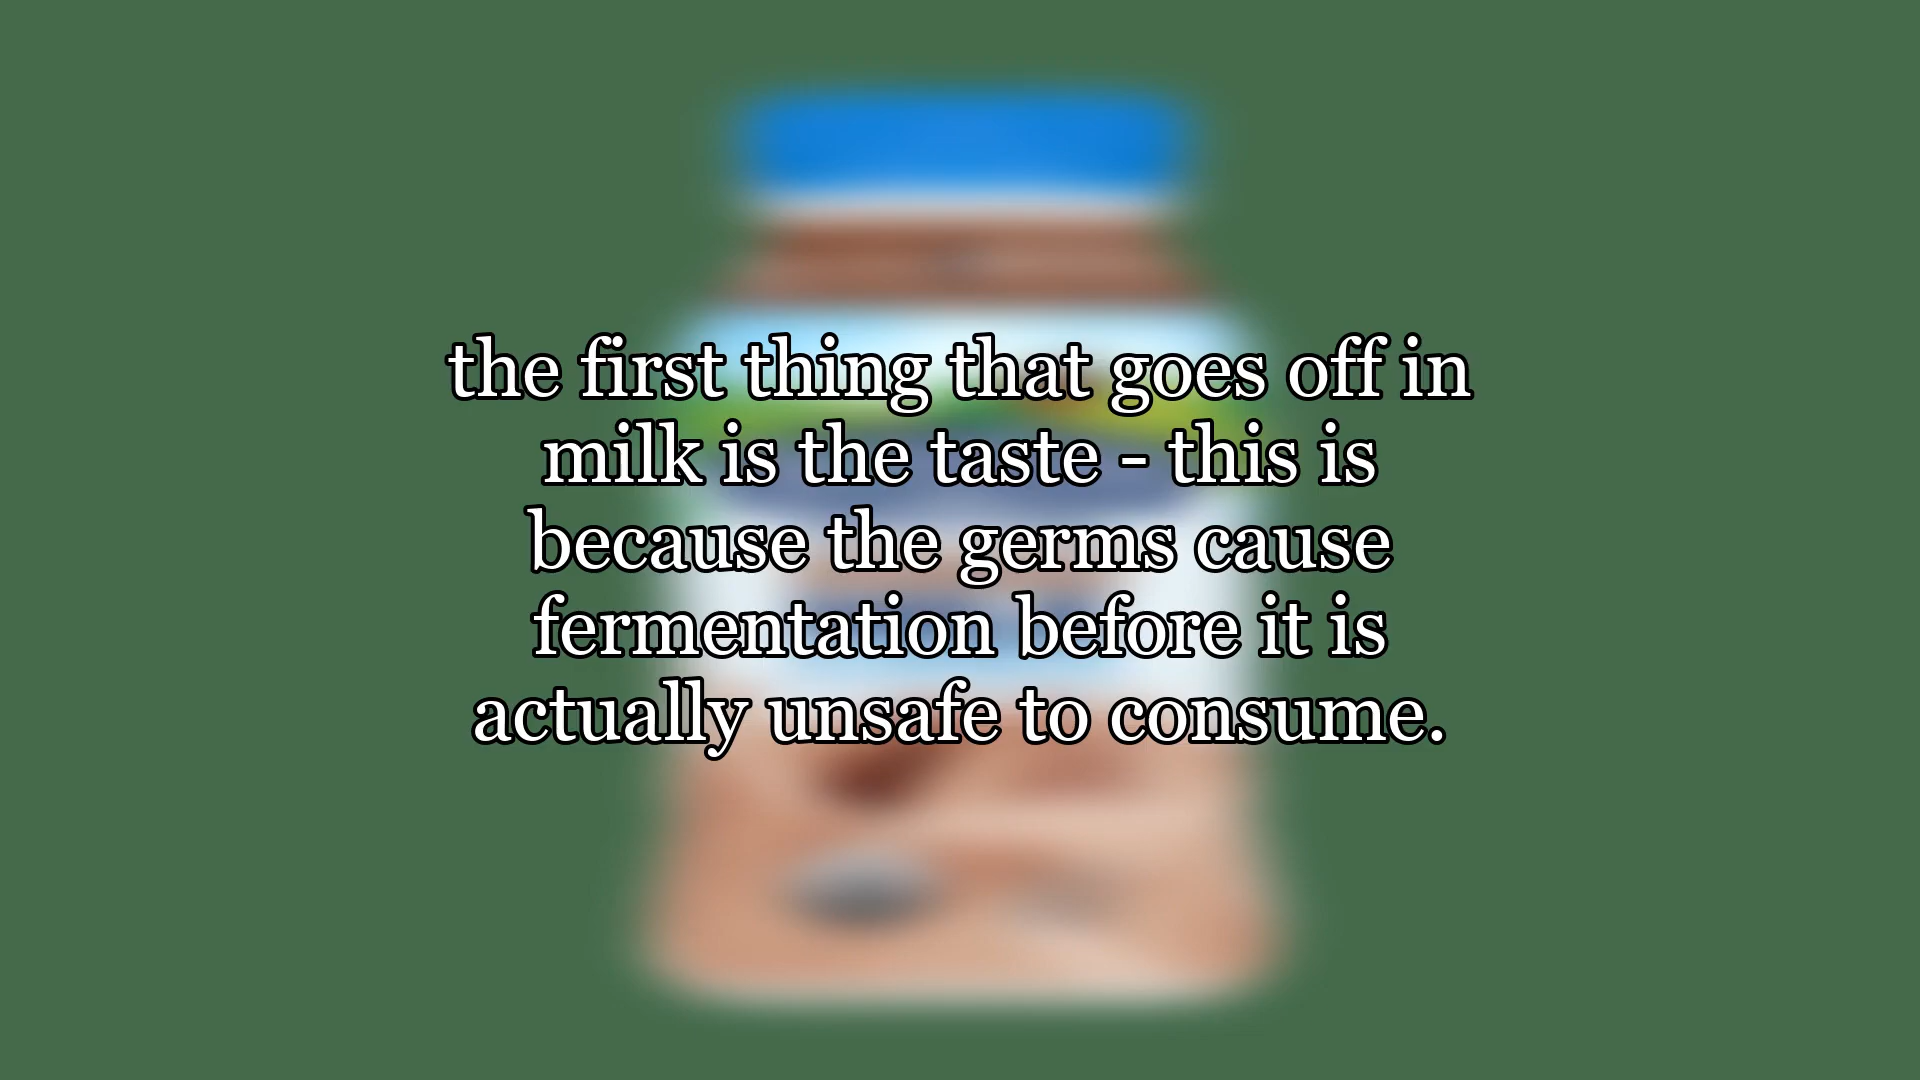 the first thing that goes off in
milk is the taste - this is
because the germs cause
fermentation before it is
actually unsafe to consume.